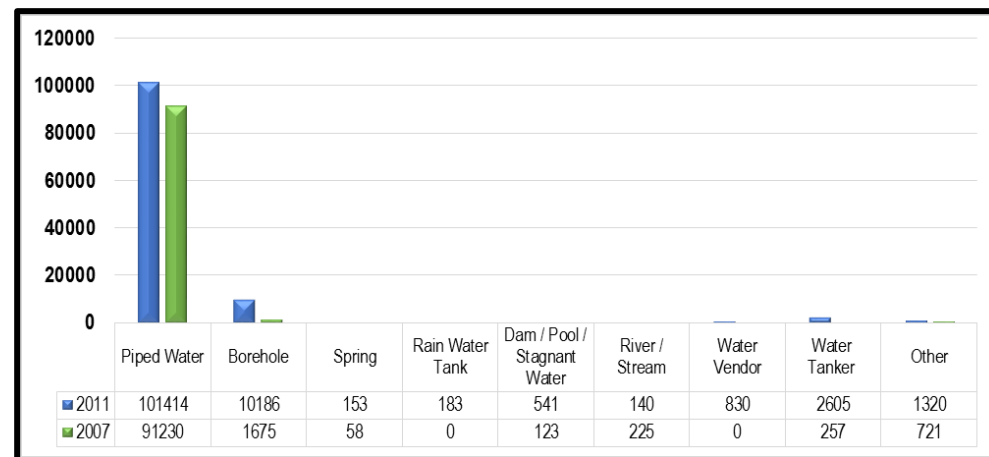 120000
100000
80000
60000
40000
20000
0
Piped Water Borehole Spring Rain Water Tank Dam / Pool / Stagnant Water River / Stream Water Vendor Water Tanker Other
2011 101414 10186 153 183 541 140 830 2605 1320
2007 91230 1675 58 0 123 225 0 257 721